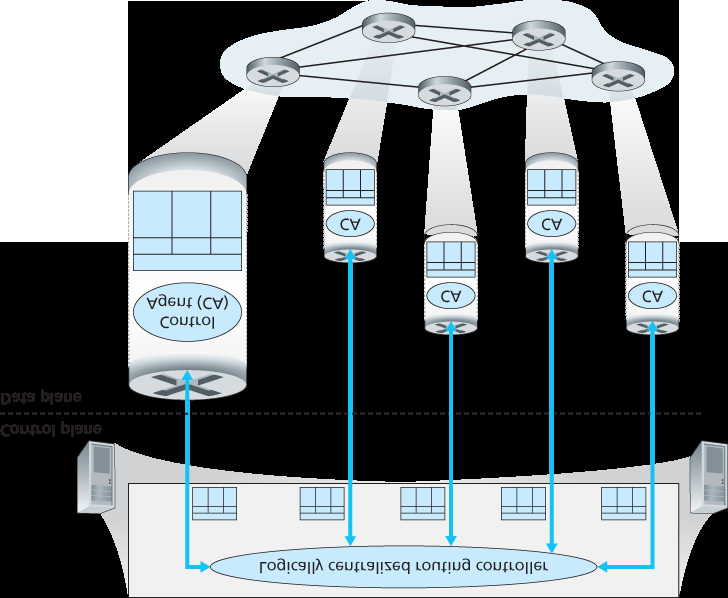 Logically centralized routing controller
Control plane
Data plane
Control
Agent (CA)
CA
CA
CA
CA